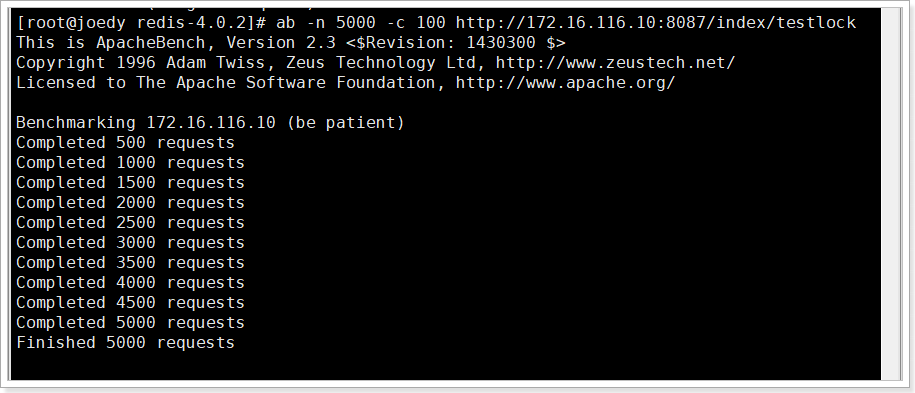 [root@joedy redis-4.0.2]# ab -n 5000 -c 100 http://172.16.116.10:8087/index/testlock
This is ApacheBench, Version 2.3 <$Revision: 1430300 $>
Copyright 1996 Adam Twiss, Zeus Technology Ltd, http://www.zeustech.net/
Licensed to The Apache Software Foundation, http://www.apache.org/
Benchmarking 172.16.116.10 (be patient)
Completed 500 requests
Completed 1000 requests
Completed 1500 requests
Completed 2000 requests
Completed 2500 requests
Completed 3000 requests
Completed 3500 requests
Completed 4000 requests
Completed 4500 requests
Completed 5000 requests
Finished 5000 requests